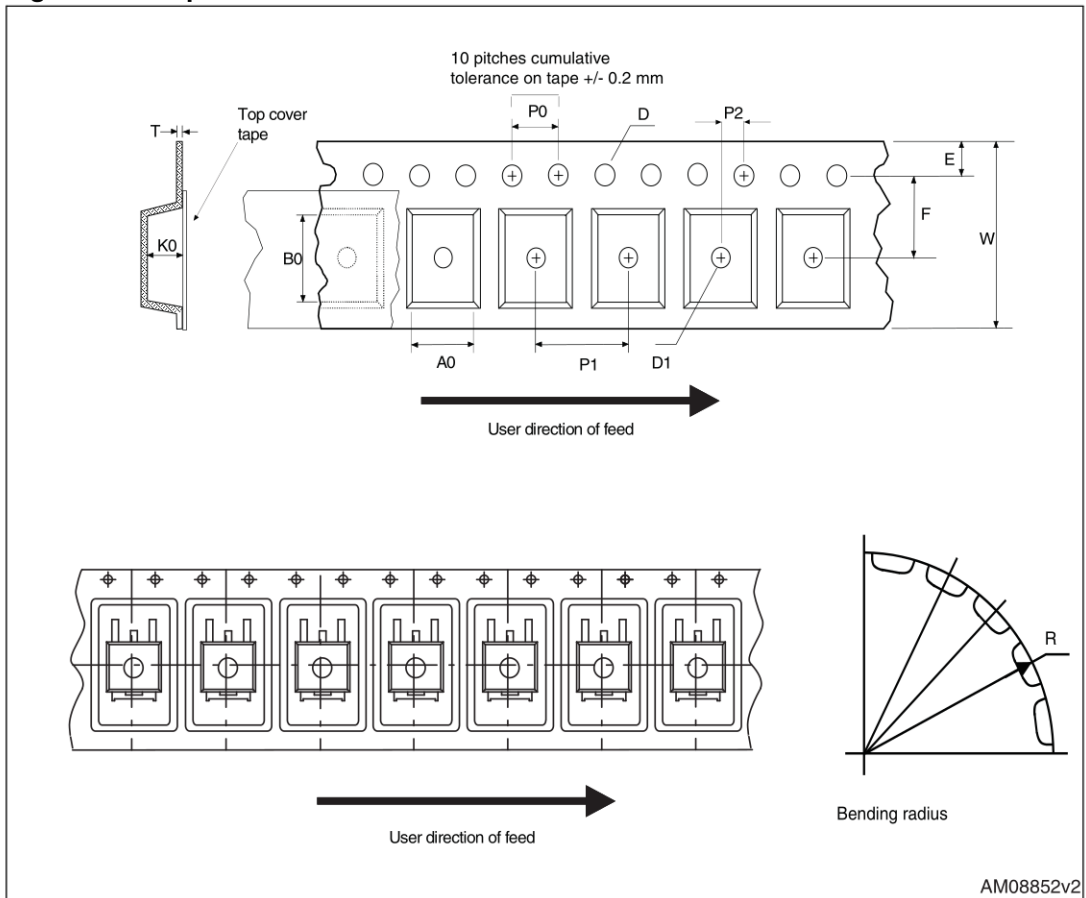 10 pitches cumulative
tolerance on tape +/- 0.2 mm
Top cover
tape
T
P0
D
P2
E
F
W
K0
B0
A0
P1
D1
User direction of feed
R
Bending radius
User direction of feed
AM08852v2